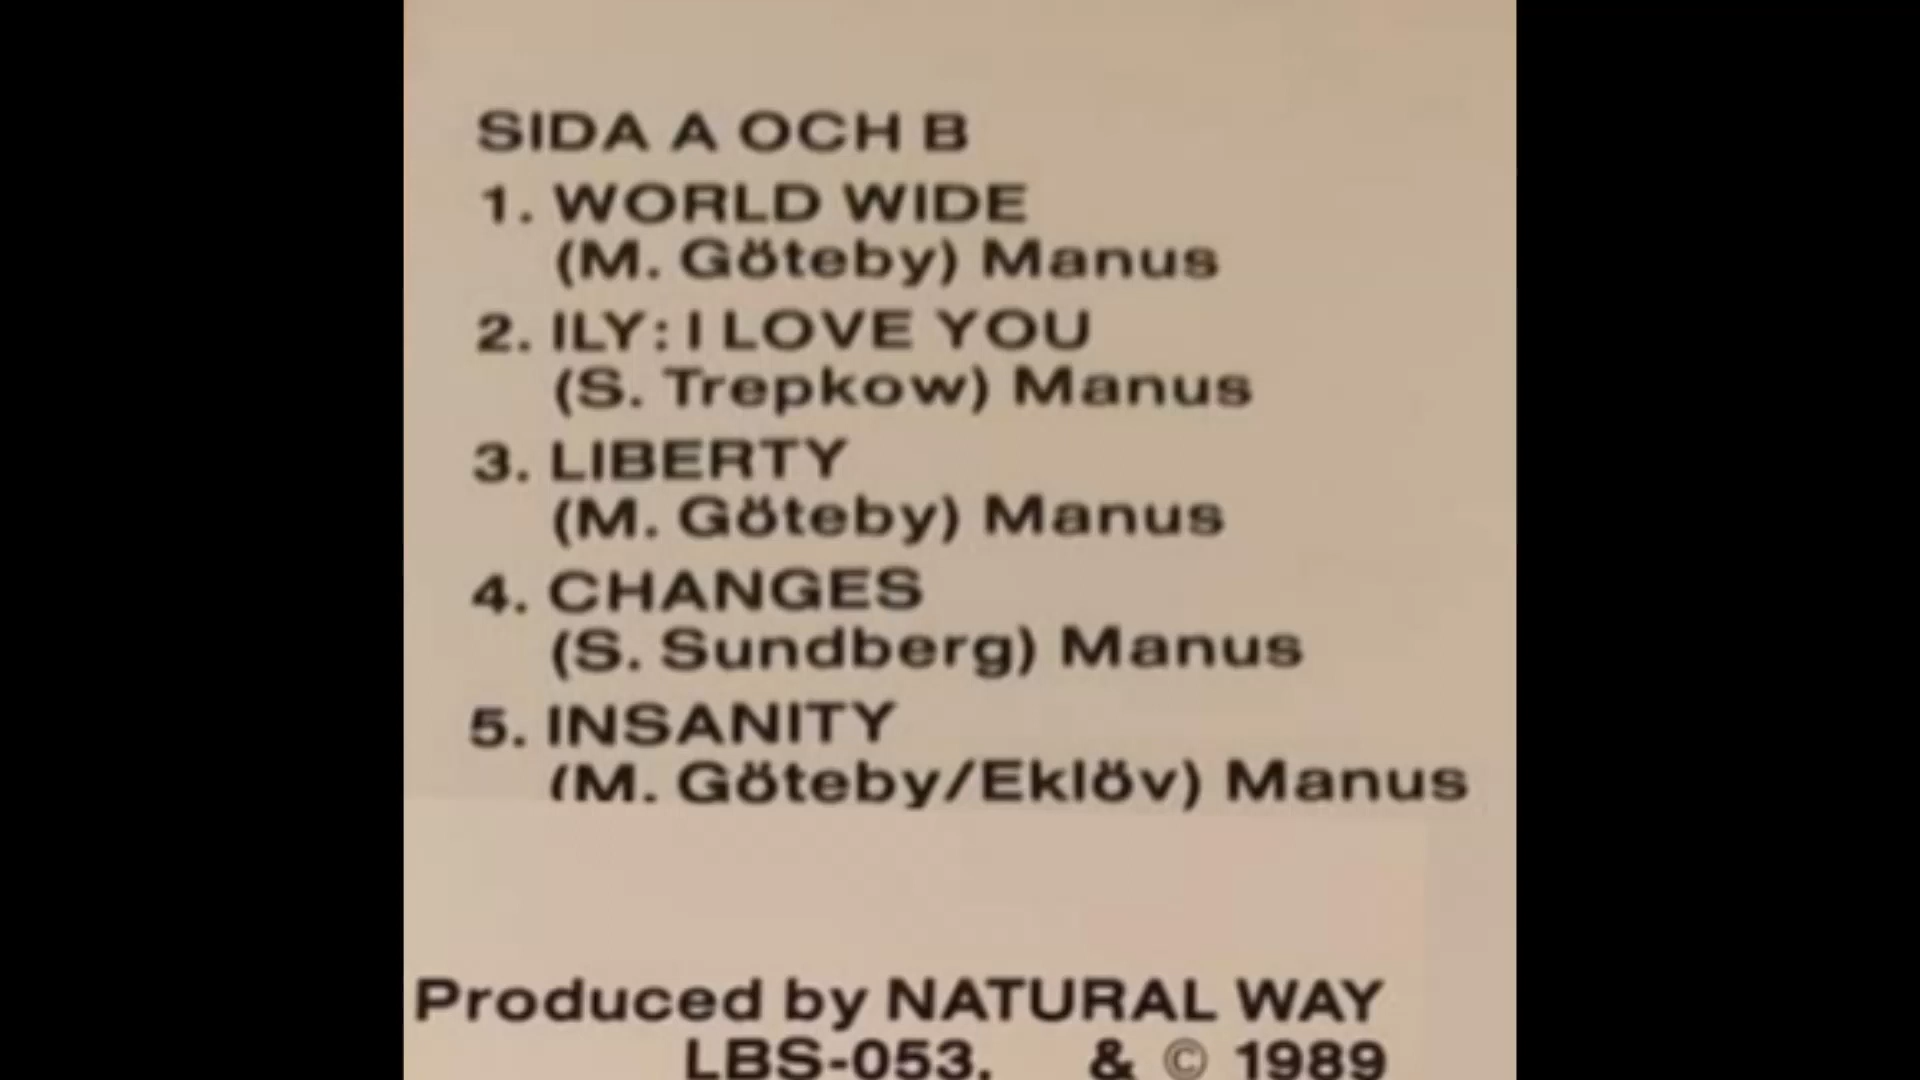 SIDA A OCH B
1. WORLD WIDE
(M. Göteby) Manus
2. ILY: I LOVE YOU
(S. Trepkow) Manus
3. LIBERTY
(M. Göteby) Manus
4. CHANGES
(S. Sundberg) Manus
5. INSANITY
(M. Göteby/Eklöv) Manus
Produced by NATURAL WAY
LBS-053. & © 1989